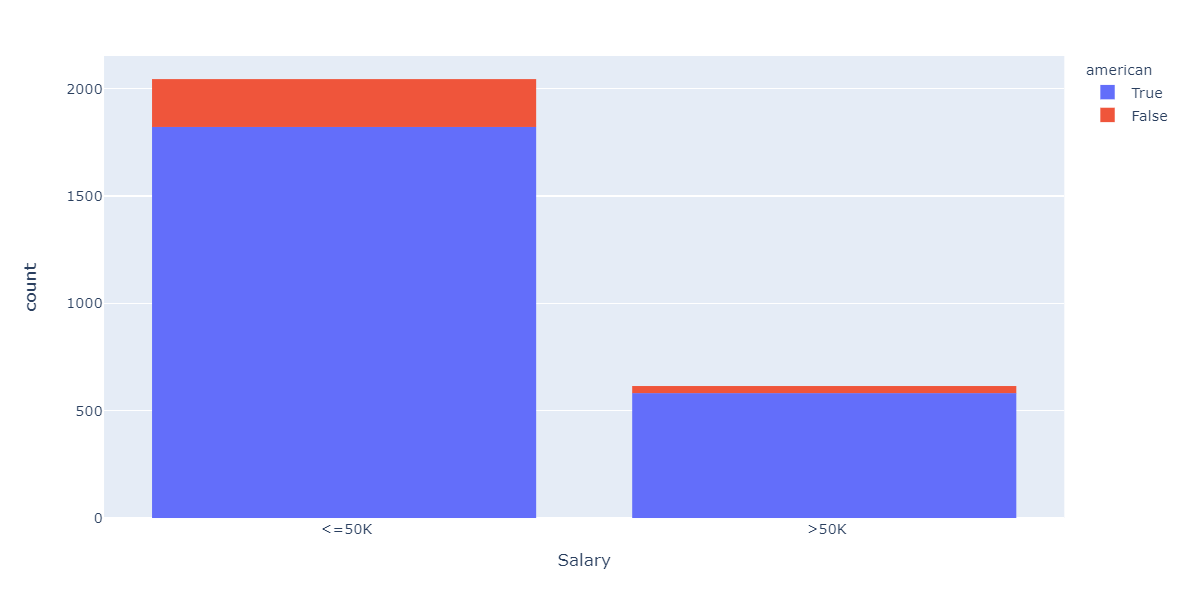 american
True
False
2000
1500
1000
500
0
count
<=50K
>50K
Salary